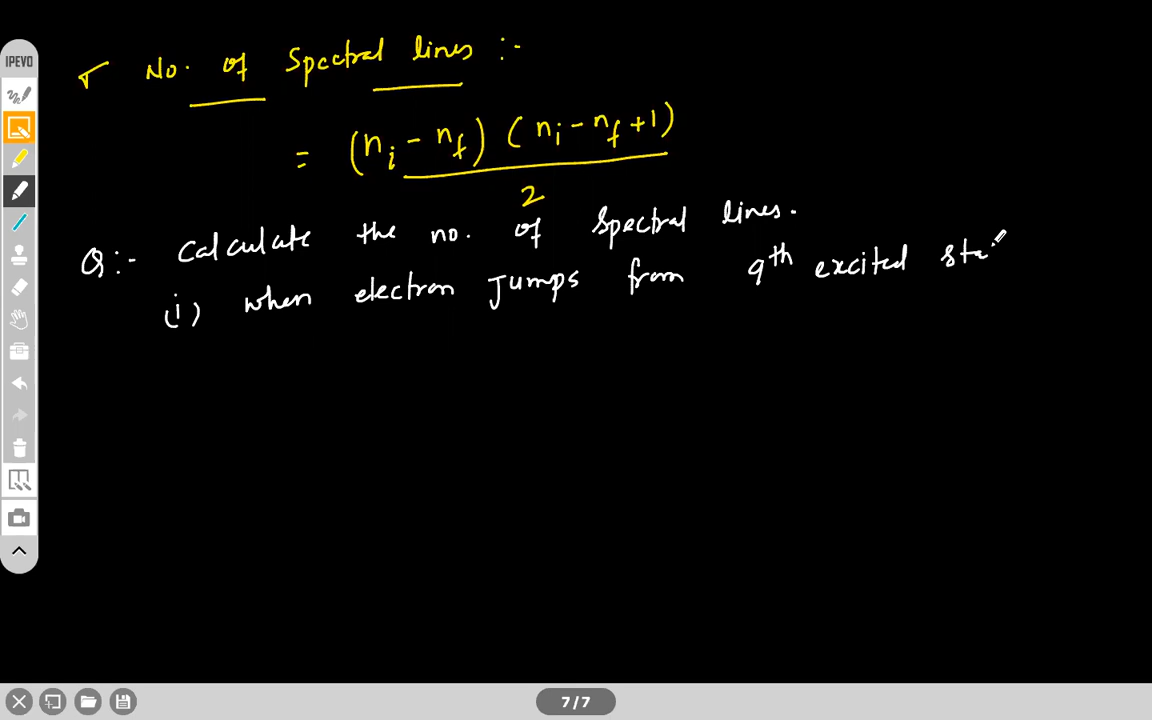 IPEVO
No. of Spectral lines :-
= (ni - nf) (ni - nf +1)
2
Q:- Calculate the no. of spectral lines.
(i) when electron jumps from 9th excited sta
7/7